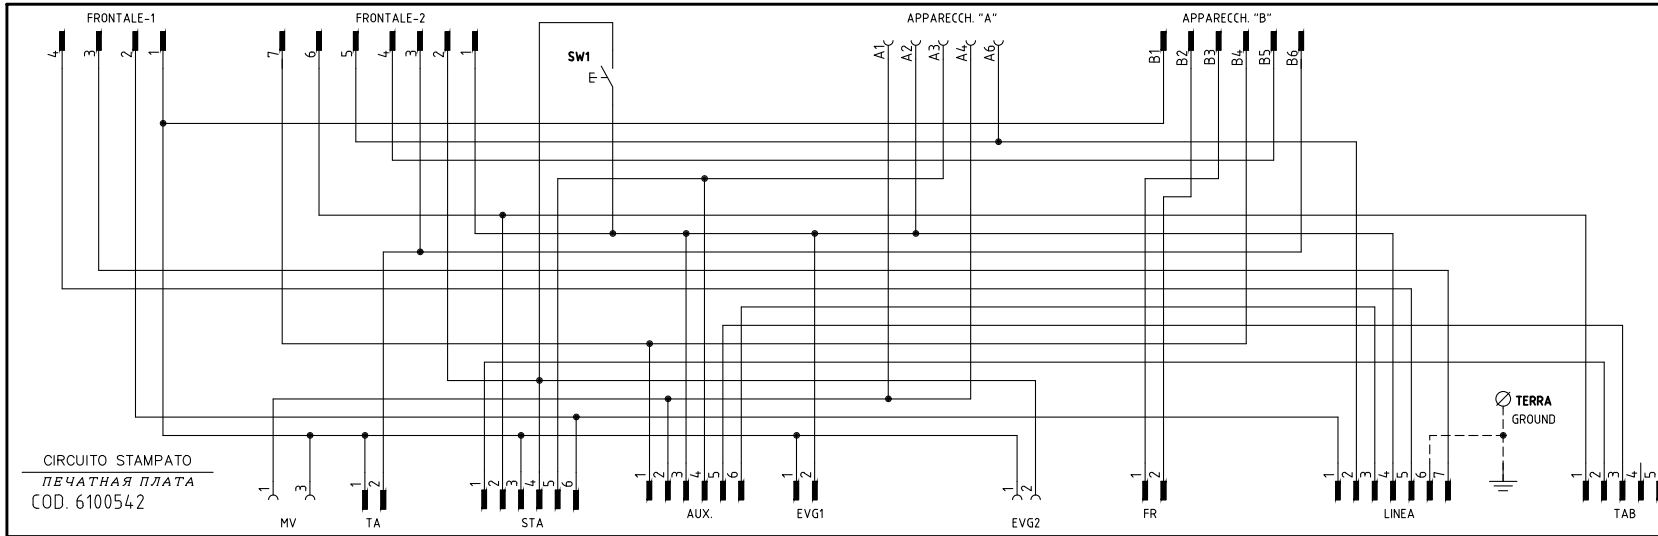 FRONTALE-1 FRONTALE-2 APPARECCH. "A" APPARECCH. "B"
4 3 2 1 7 6 5 4 3 2 1 A1 A2 A3 A4 A6 B1 B2 B3 B4 B5 B6
SW1
E
TERRA
GROUND
CIRCUITO STAMPATO
ПЕЧАТНАЯ ПЛАТА
COD. 6100542
1 3 1 2 1 2 3 4 5 6 1 2 3 4 5 6 1 2 1 2 1 2 1 2 3 4 5 6 7 1 2 3 4 5
MV TA STA AUX. EVG1 EVG2 FR LINEA TAB